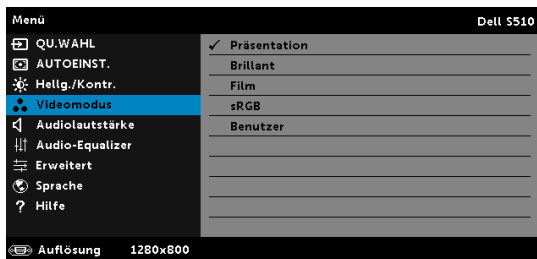 Menü Dell S510
QU.WAHL ✓ Präsentation
AUTOEINST. Brillant
Hellg./Kontr. Film
Videomodus sRGB
Audiolautstärke Benutzer
Audio-Equalizer
Erweitert
Sprache
? Hilfe
Auflösung 1280x800